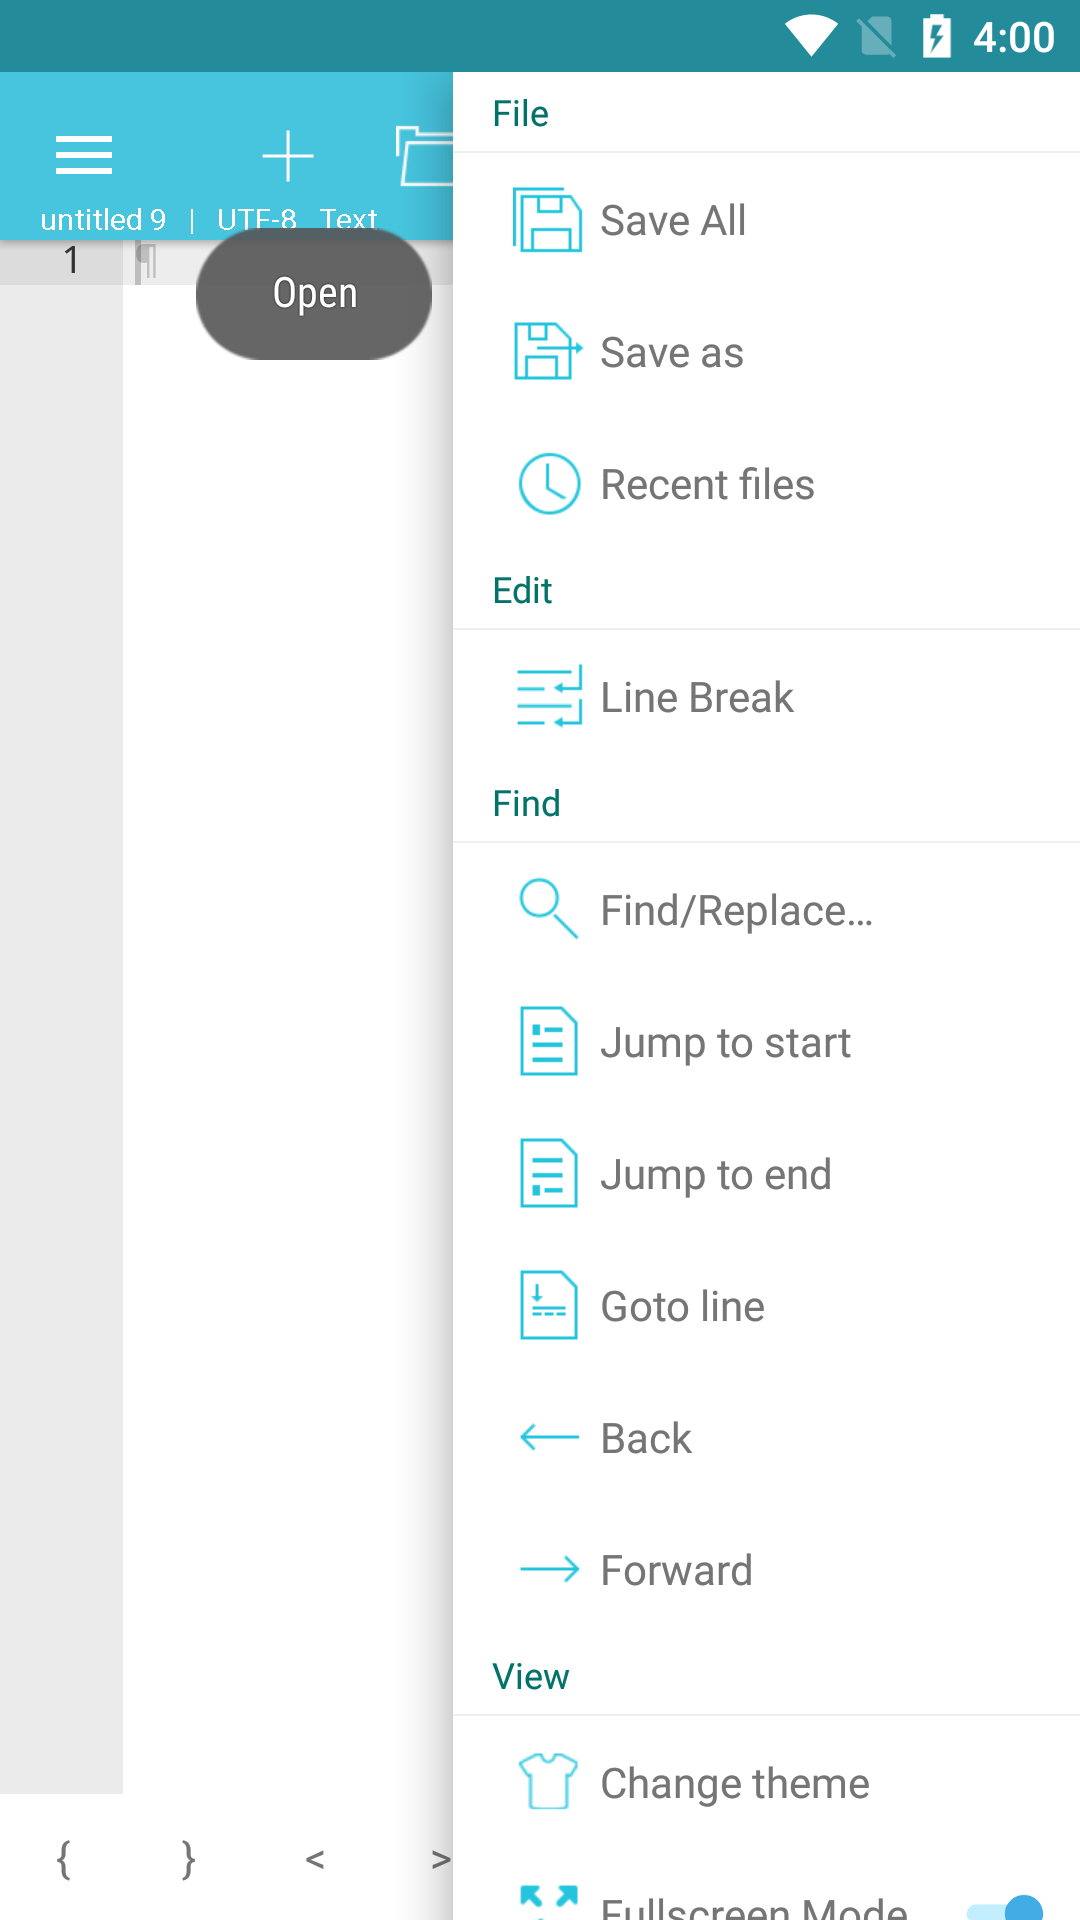 4:00
untitled 9 | UTF-8 Text
1 ¶
Open
File
Save All
Save as
Recent files
Edit
Line Break
Find
Find/Replace...
Jump to start
Jump to end
Goto line
Back
Forward
View
Change theme
{ } < >
Fullscreen Mode